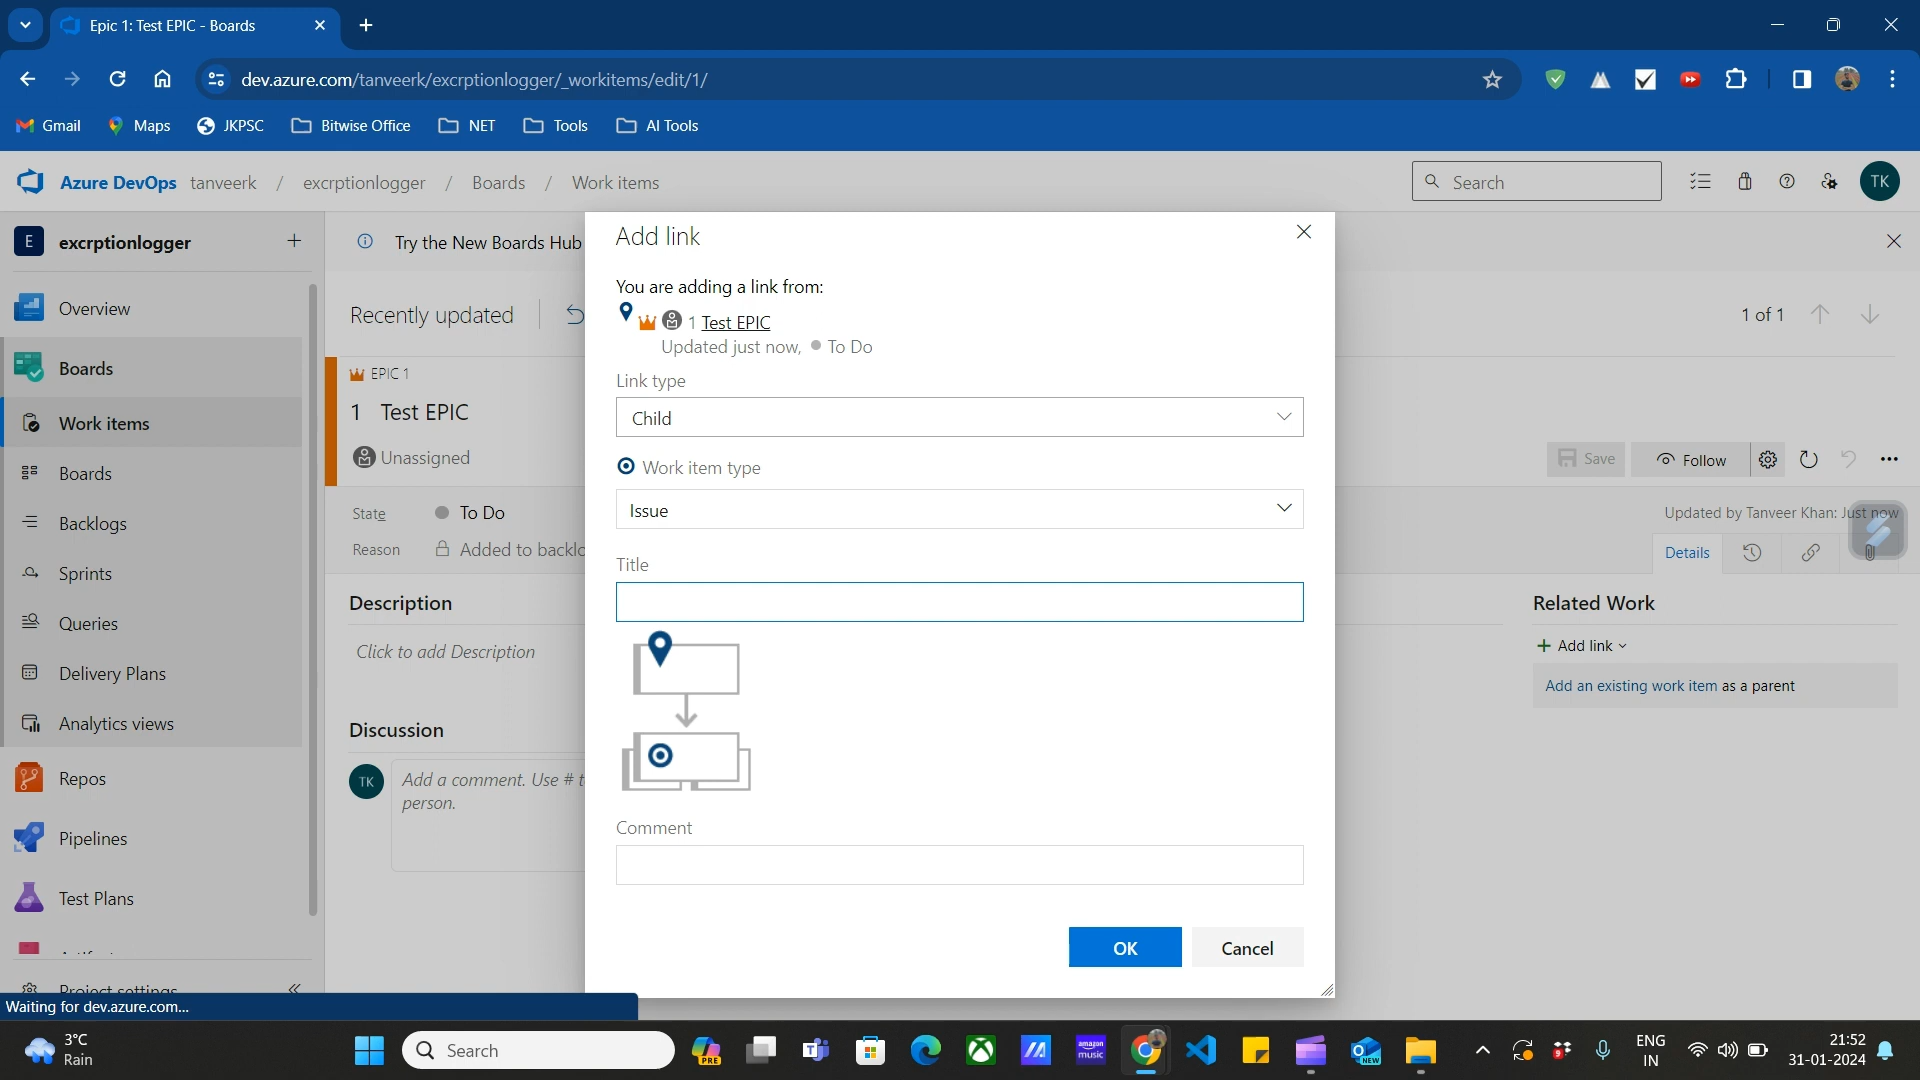 Epic 1: Test EPIC - Boards
dev.azure.com/tanveerk/excrptionlogger/_workitems/edit/1/
Gmail
Maps
JKPSC
Bitwise Office
NET
Tools
AI Tools
Azure DevOps tanveerk / excrptionlogger / Boards / Work items
Search
TK
E excrptionlogger
Overview
Boards
Work items
Boards
Backlogs
Sprints
Queries
Delivery Plans
Analytics views
Repos
Pipelines
Test Plans
Project settings
Try the New Boards Hub
Recently updated
1 of 1
EPIC 1
1 Test EPIC
Unassigned
Save
Follow
State
To Do
Reason
Added to backlo
Updated by Tanveer Khan: Just now
Details
Description
Click to add Description
Discussion
TK
Add a comment. Use # t
person.
Related Work
+ Add link
Add an existing work item as a parent
Add link
You are adding a link from:
1 Test EPIC
Updated just now, To Do
Link type
Child
Work item type
Issue
Title
Comment
OK
Cancel
Waiting for dev.azure.com...
3°C
Rain
Search
PRE
amazon
music
NEW
9
ENG
IN
21:52
31-01-2024